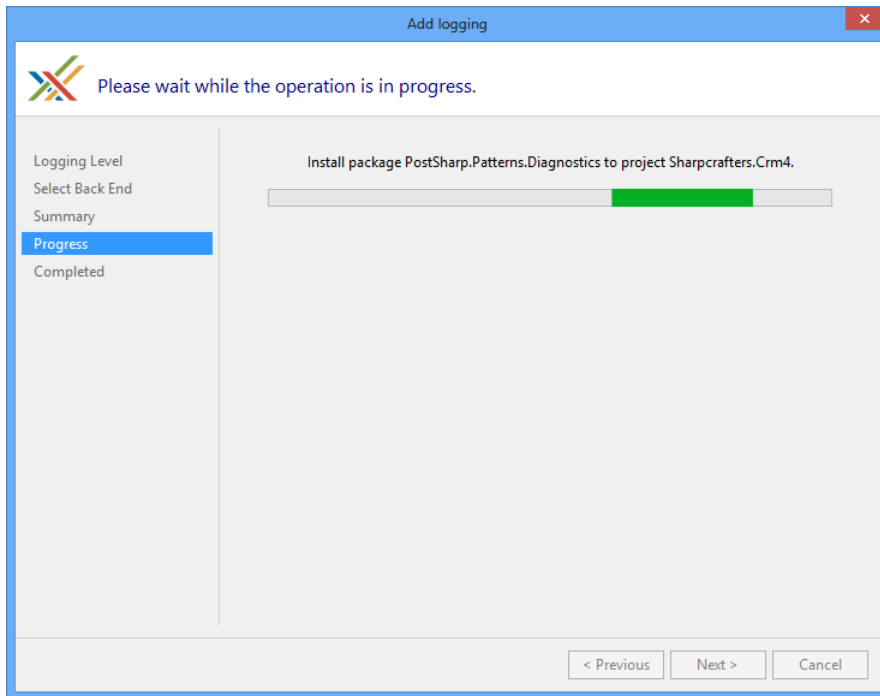 Add logging
Please wait while the operation is in progress.
Logging Level
Select Back End
Summary
Progress
Completed
Install package PostSharp.Patterns.Diagnostics to project Sharpcrafters.Crm4.
< Previous
Next >
Cancel